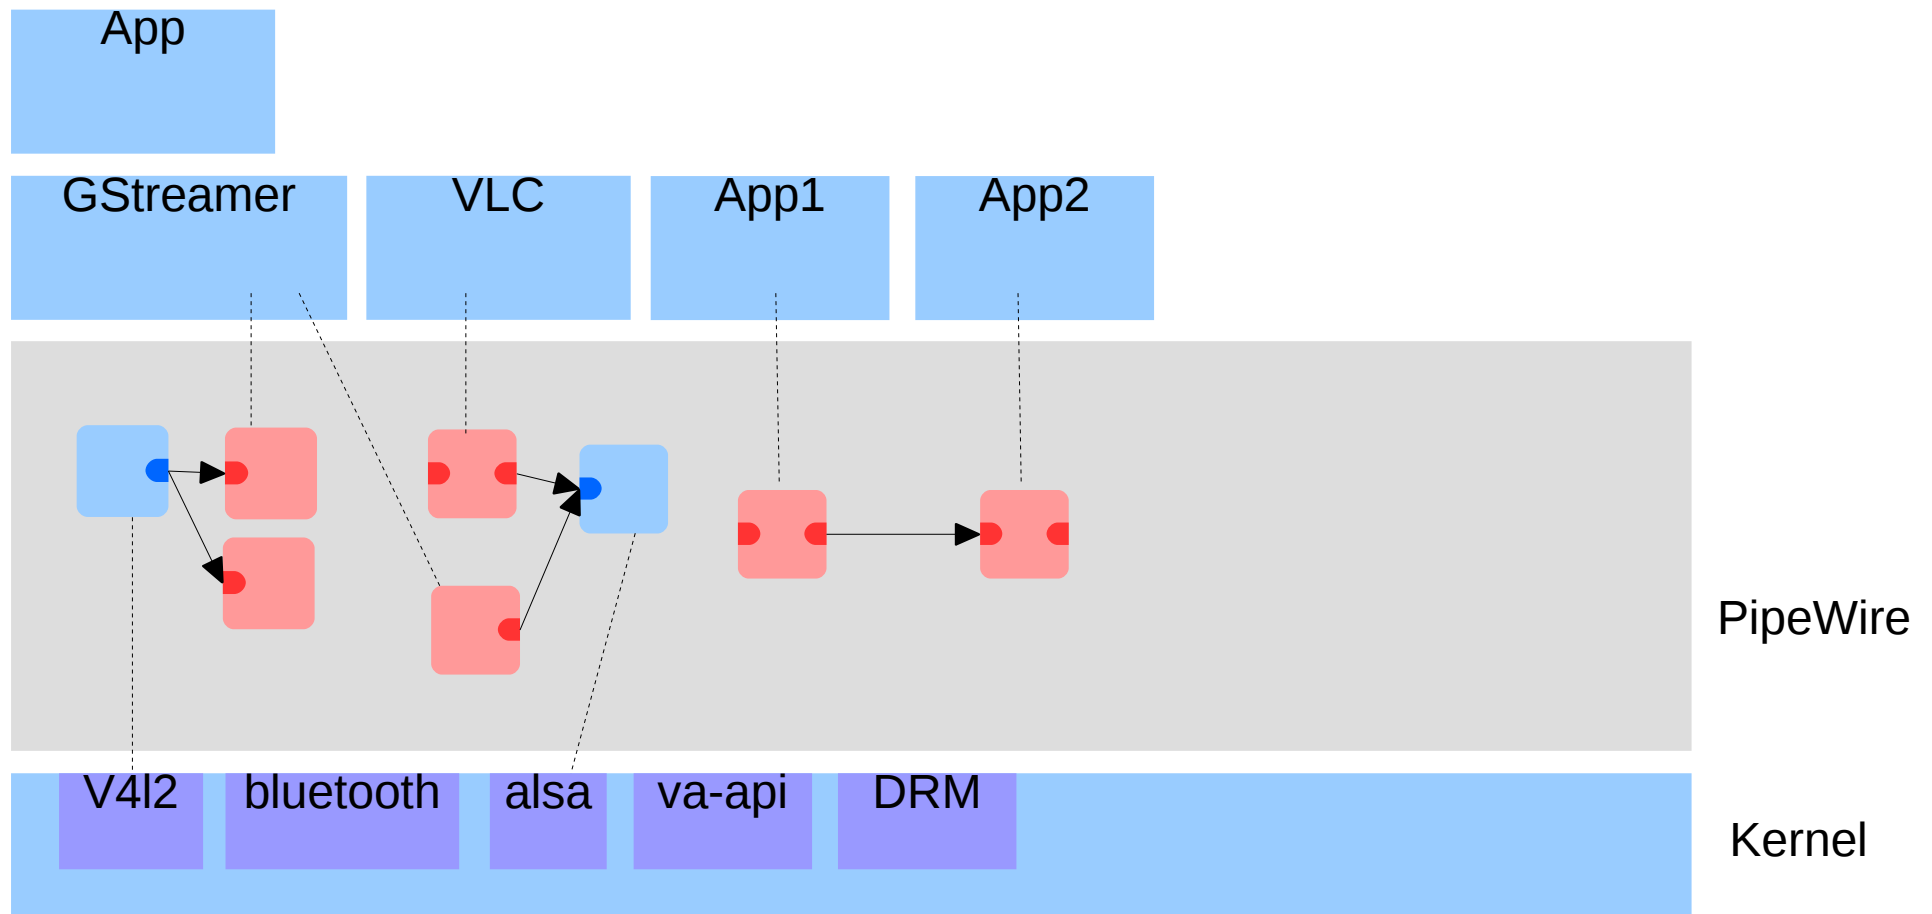 App
GStreamer
VLC
App1
App2
PipeWire
V4l2
bluetooth
alsa
va-api
DRM
Kernel